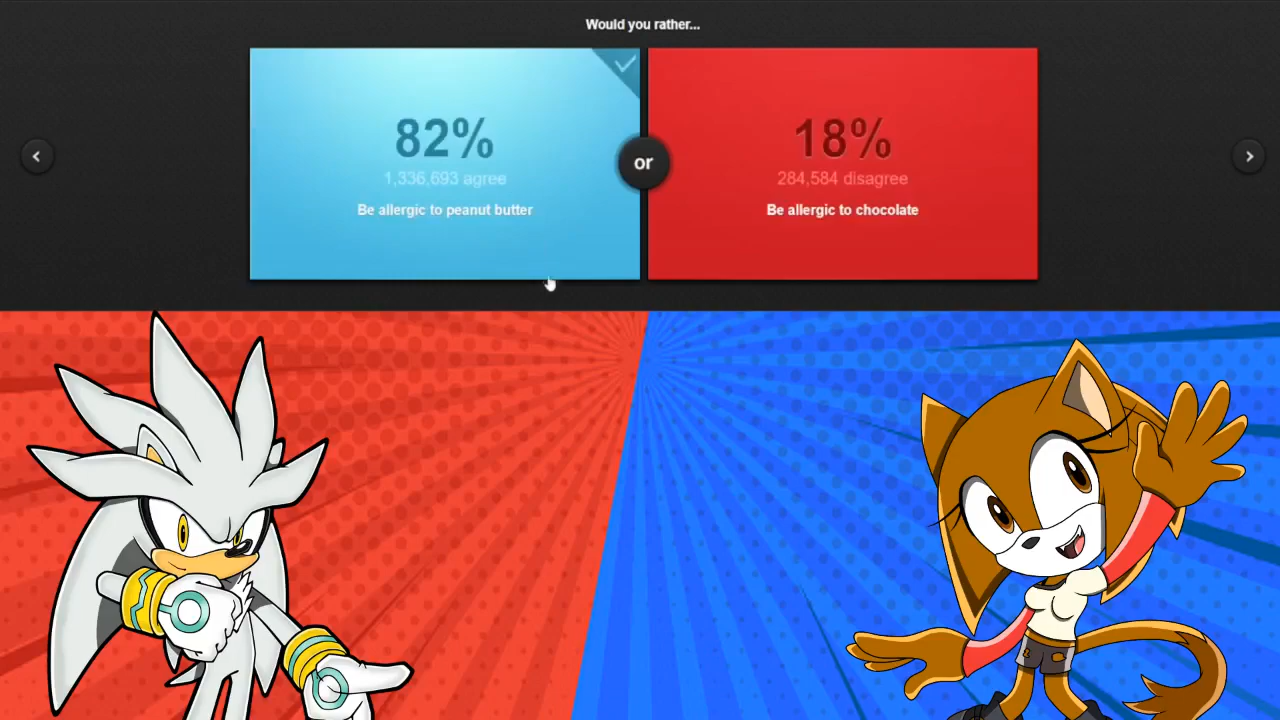 Would you rather...
82%
1,336,693 agree
Be allergic to peanut butter
or
18%
284,584 disagree
Be allergic to chocolate